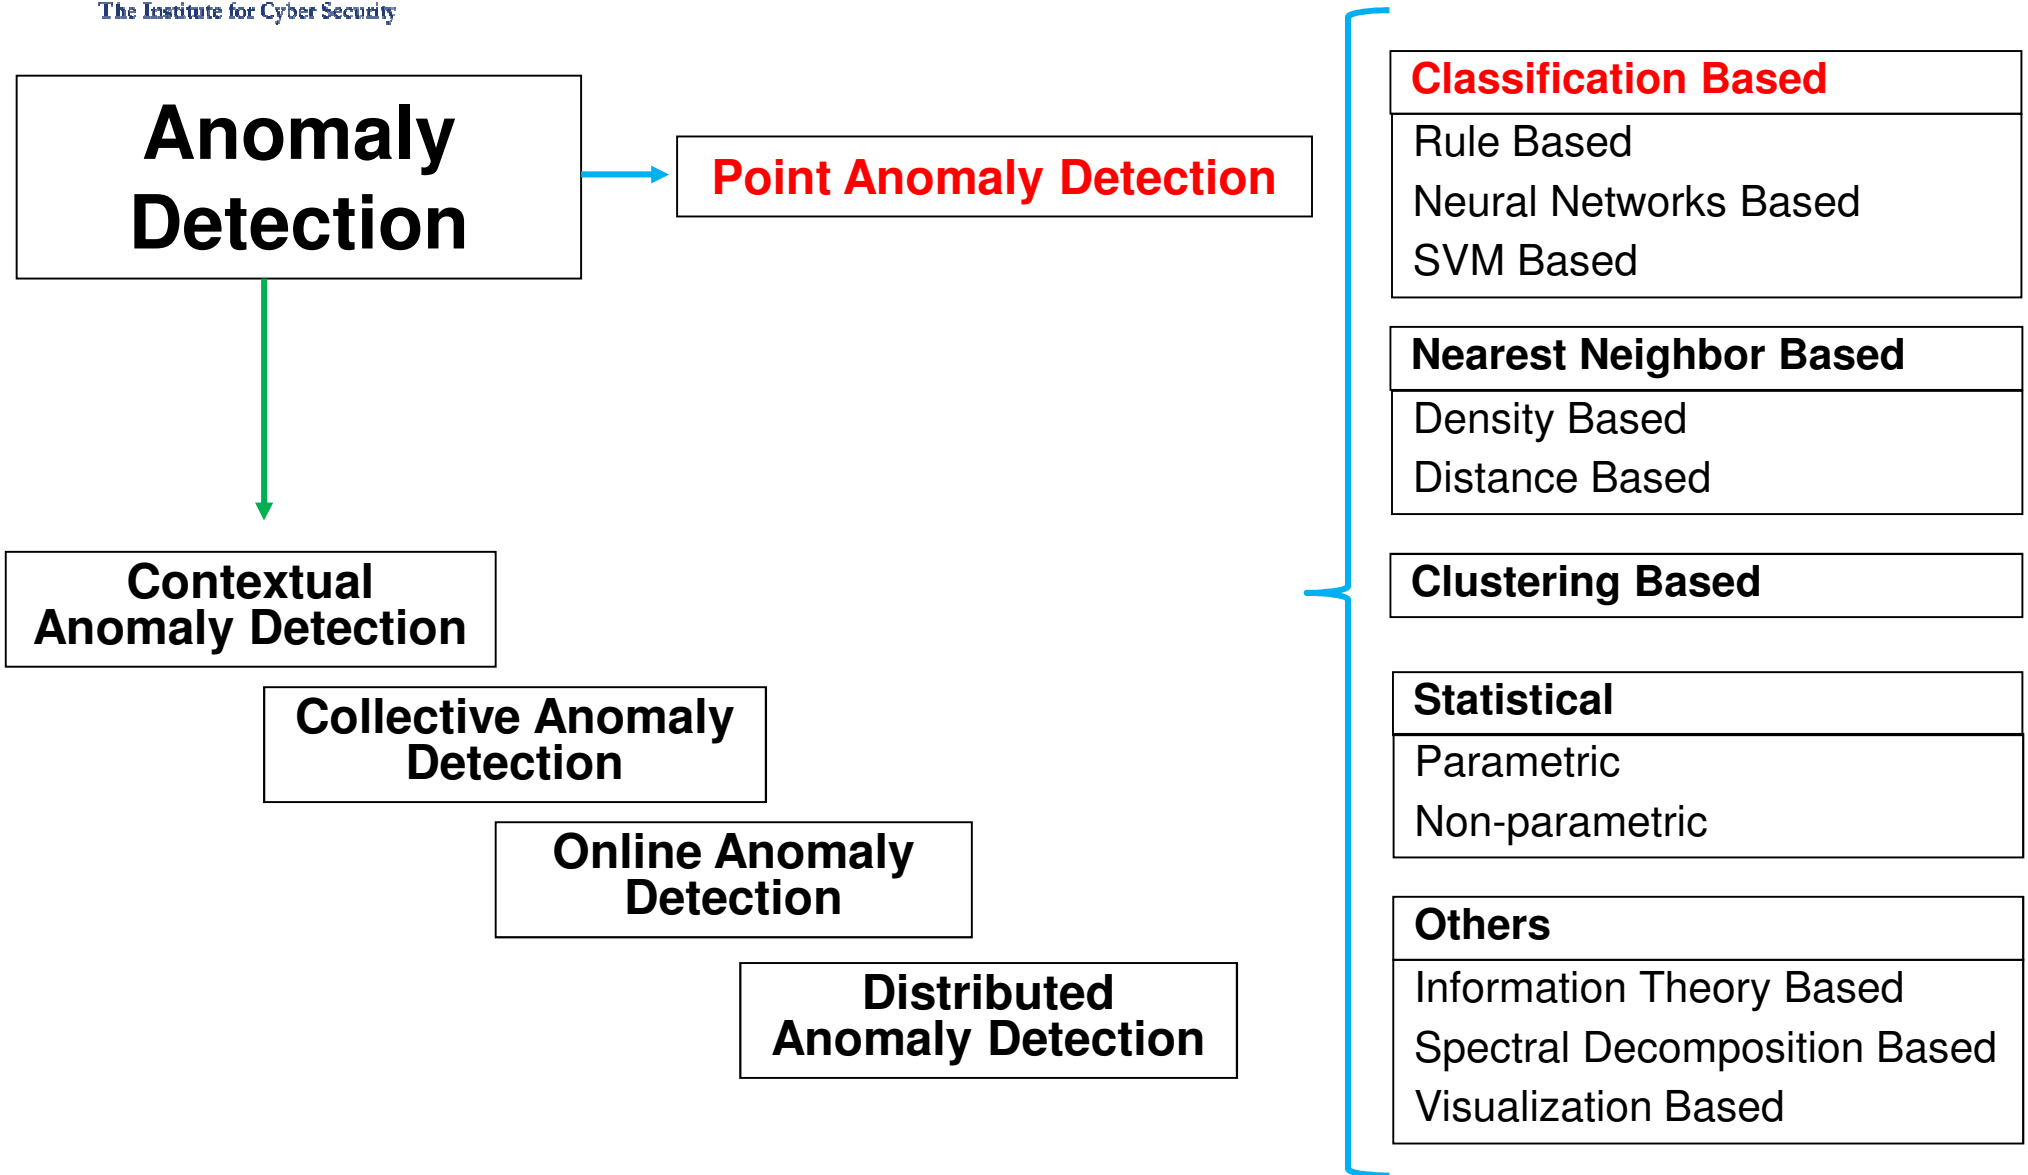 The Institute for Cyber Security
Anomaly
Detection
Point Anomaly Detection
Contextual
Anomaly Detection
Collective Anomaly
Detection
Online Anomaly
Detection
Distributed
Anomaly Detection
Classification Based
Rule Based
Neural Networks Based
SVM Based
Nearest Neighbor Based
Density Based
Distance Based
Clustering Based
Statistical
Parametric
Non-parametric
Others
Information Theory Based
Spectral Decomposition Based
Visualization Based